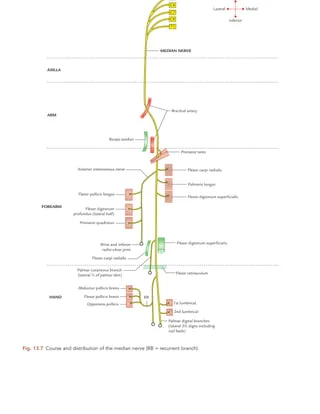 Lateral
Medial
Inferior
C6
C7
C8
T1
MEDIAN NERVE
AXILLA
ARM
Brachial artery
Biceps tendon
Pronator teres
Anterior interosseous nerve
Flexor carpi radialis
Palmaris longus
Flexor digitorum superficialis
Flexor pollicis longus
FOREARM
Flexor digitorum
profundus (lateral half)
Pronator quadratus
Wrist and inferior
radio-ulnar joint
Flexor digitorum superficialis
Flexor carpi radialis
Palmar cutaneous branch
(lateral ⅔ of palmar skin)
Flexor retinaculum
Abductor pollicis brevis
HAND
Flexor pollicis brevis
RB
Opponens pollicis
1st lumbrical
2nd lumbrical
Palmar digital branches
(lateral 3½ digits including
nail beds)
Fig. 13.7 Course and distribution of the median nerve (RB = recurrent branch).